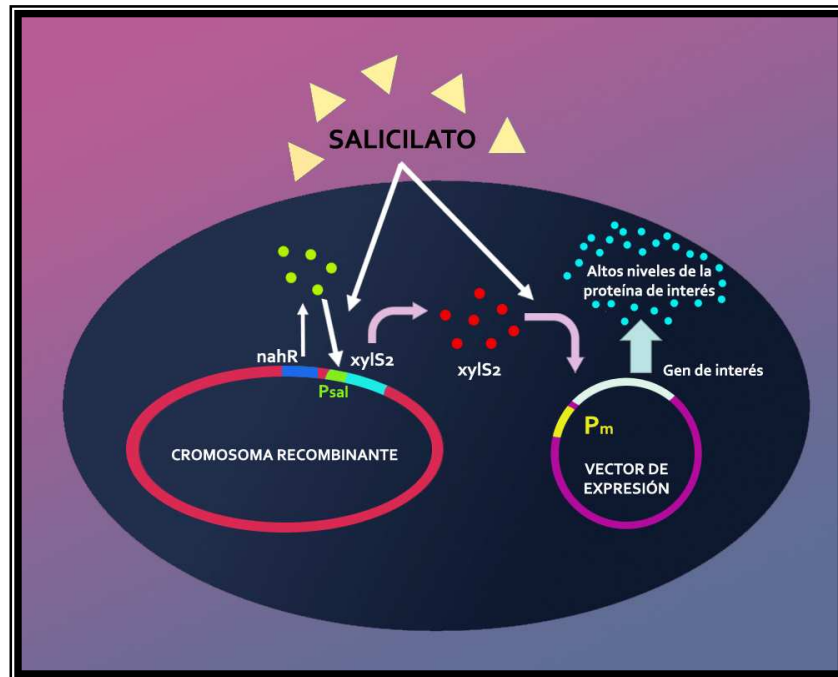 SALICILATO
Altos niveles de la
proteína de interés
nahR
xylS2
Psal
xylS2
Gen de interés
Pm
CROMOSOMA RECOMBINANTE
VECTOR DE
EXPRESIÓN